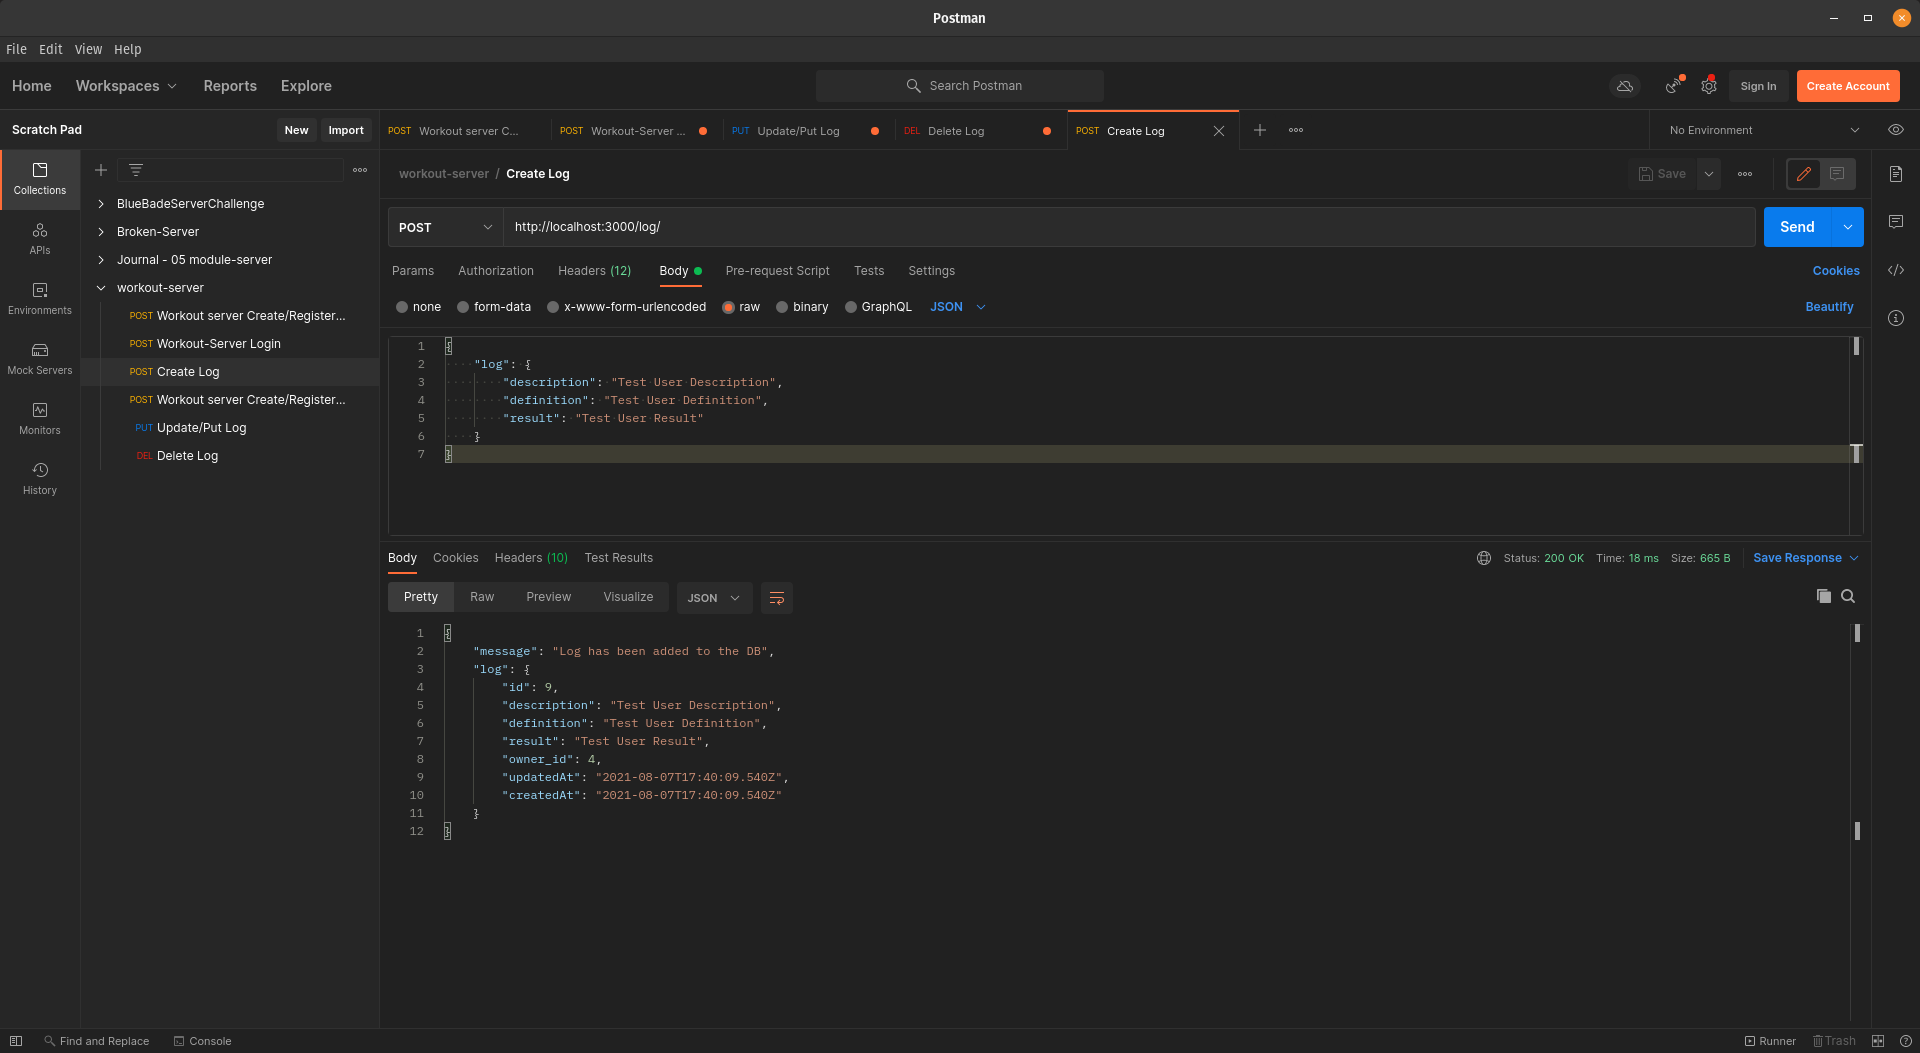 Postman
File Edit View Help
Home Workspaces Reports Explore Search Postman Sign In Create Account
Scratch Pad New Import
POST Workout server C... POST Workout-Server ... PUT Update/Put Log DEL Delete Log POST Create Log No Environment
Collections
APIs
Environments
Mock Servers
Monitors
History
BlueBadeServerChallenge
Broken-Server
Journal - 05 module-server
workout-server
POST Workout server Create/Register...
POST Workout-Server Login
POST Create Log
POST Workout server Create/Register...
PUT Update/Put Log
DEL Delete Log
workout-server / Create Log Save
POST http://localhost:3000/log/ Send
Params Authorization Headers (12) Body Pre-request Script Tests Settings Cookies
none form-data x-www-form-urlencoded raw binary GraphQL JSON Beautify
1 {
2 "log": {
3 "description": "Test User Description",
4 "definition": "Test User Definition",
5 "result": "Test User Result"
6 }
7 }
Body Cookies Headers (10) Test Results Status: 200 OK Time: 18 ms Size: 665 B Save Response
Pretty Raw Preview Visualize JSON
1 {
2 "message": "Log has been added to the DB",
3 "log": {
4 "id": 9,
5 "description": "Test User Description",
6 "definition": "Test User Definition",
7 "result": "Test User Result",
8 "owner_id": 4,
9 "updatedAt": "2021-08-07T17:40:09.540Z",
10 "createdAt": "2021-08-07T17:40:09.540Z"
11 }
12 }
Find and Replace Console Runner Trash